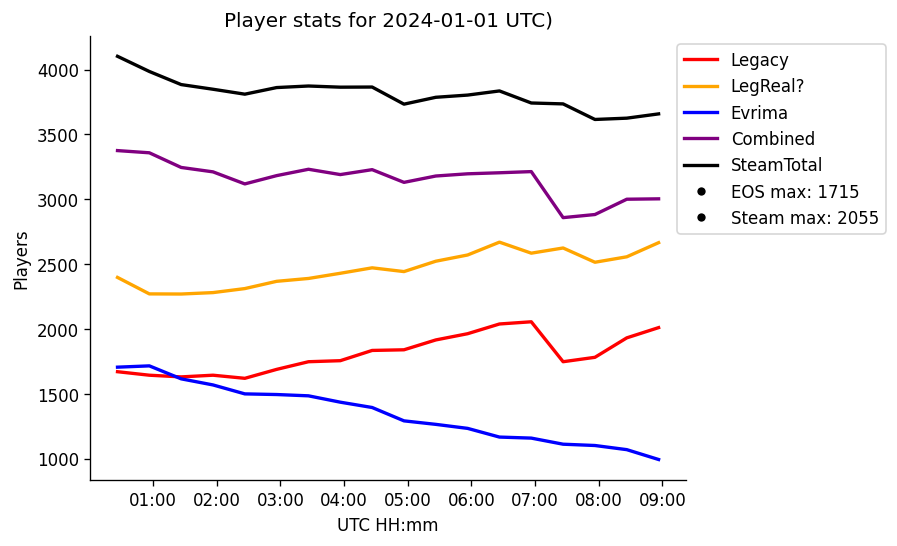 Player stats for 2024-01-01 UTC)
Players
4000
3500
3000
2500
2000
1500
1000
01:00 02:00 03:00 04:00 05:00 06:00 07:00 08:00 09:00
UTC HH:mm
Legacy
LegReal?
Evrima
Combined
SteamTotal
EOS max: 1715
Steam max: 2055